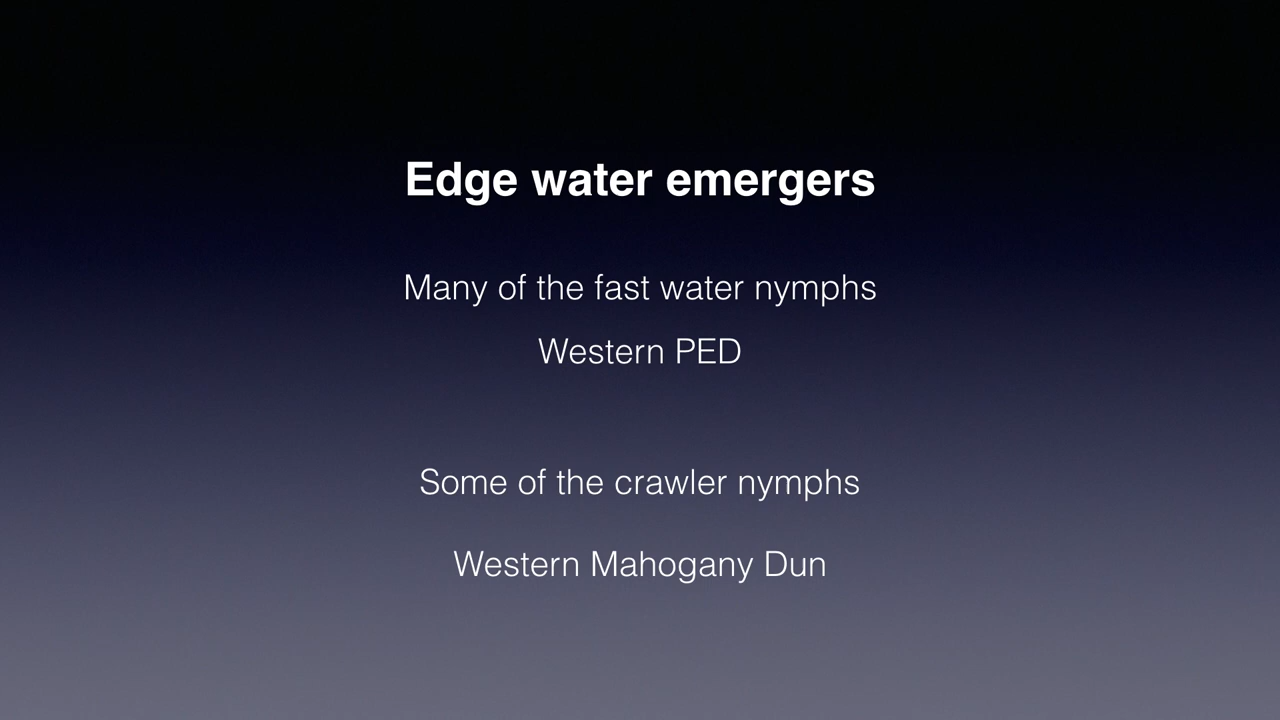 Edge water emergers
Many of the fast water nymphs
Western PED
Some of the crawler nymphs
Western Mahogany Dun